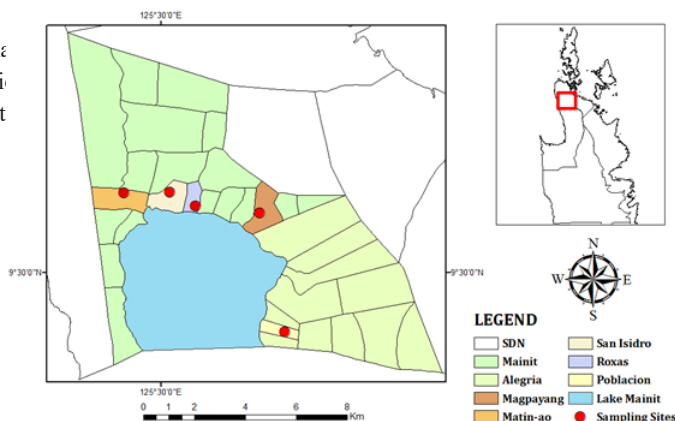 125°30'0"E
9°30'0"N
9°30'0"N
125°30'0"E
0 1 2 4 6 8
Km
N
W E
S
LEGEND
SDN
Mainit
Alegria
Magpayang
Matin-ao
San Isidro
Roxas
Poblacion
Lake Mainit
Sampling Sites